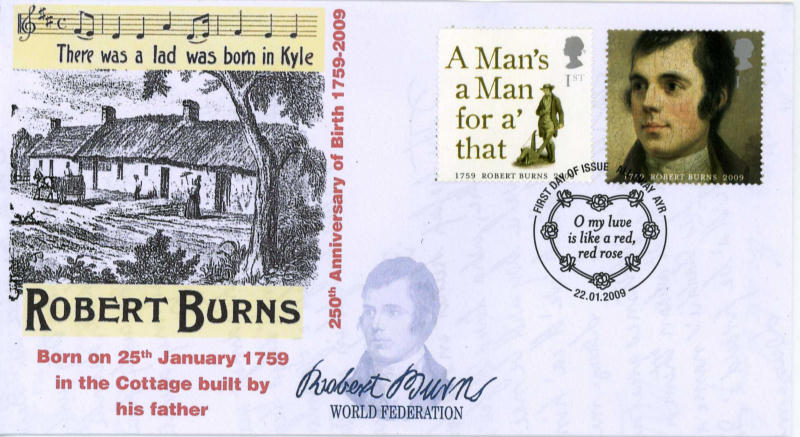 There was a lad was born in Kyle
250th Anniversary of Birth 1759-2009
ROBERT BURNS
Born on 25th January 1759
in the Cottage built by
his father
Robert Burns
WORLD FEDERATION
A Man's
a Man
for a'
that
1ST
1759 ROBERT BURNS
1759 ROBERT BURNS 2009
FIRST DAY OF ISSUE AYR
O my luve
is like a red,
red rose
22.01.2009